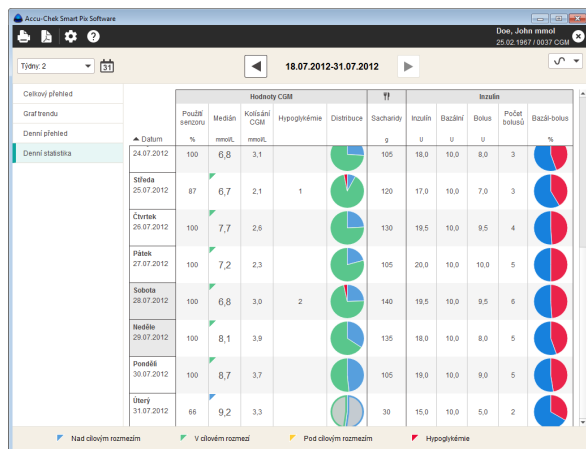 Accu-Chek Smart Pix Software
Doe, John mmol
25.02.1967 / 0037 CGM
Týdny: 2
31
18.07.2012-31.07.2012
Celkový přehled
Graf trendu
Denní přehled
Denní statistika
Hodnoty CGM
Inzulín
Datum
Použití senzoru
Medián
Kolísání CGM
Hypoglykémie
Distribuce
Sacharidy
Inzulín
Bazální
Bolus
Počet bolusů
Bazál-bolus
% mmol/L mmol/L g U U U %
24.07.2012 100 6,8 3,1 105 18,0 10,0 8,0 3
Středa
25.07.2012 87 6,7 2,1 1 120 17,0 10,0 7,0 3
Čtvrtek
26.07.2012 100 7,7 2,6 130 19,5 10,0 9,5 4
Pátek
27.07.2012 100 7,2 2,3 105 20,0 10,0 10,0 5
Sobota
28.07.2012 100 6,8 3,0 2 140 19,5 10,0 9,5 6
Neděle
29.07.2012 100 8,1 3,9 135 18,0 10,0 8,0 5
Pondělí
30.07.2012 100 8,7 3,7 105 19,0 10,0 9,0 5
Úterý
31.07.2012 66 9,2 3,3 30 15,0 10,0 5,0 2
Nad cílovým rozmezím
V cílovém rozmezí
Pod cílovým rozmezím
Hypoglykémie